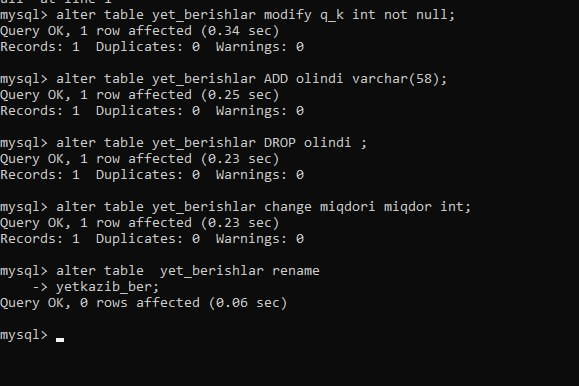 mysql> alter table yet_berishlar modify q_k int not null;
Query OK, 1 row affected (0.34 sec)
Records: 1  Duplicates: 0  Warnings: 0
mysql> alter table yet_berishlar ADD olindi varchar(58);
Query OK, 1 row affected (0.25 sec)
Records: 1  Duplicates: 0  Warnings: 0
mysql> alter table yet_berishlar DROP olindi ;
Query OK, 1 row affected (0.23 sec)
Records: 1  Duplicates: 0  Warnings: 0
mysql> alter table yet_berishlar change miqdori miqdor int;
Query OK, 1 row affected (0.23 sec)
Records: 1  Duplicates: 0  Warnings: 0
mysql> alter table  yet_berishlar rename
    -> yetkazib_ber;
Query OK, 0 rows affected (0.06 sec)
mysql>